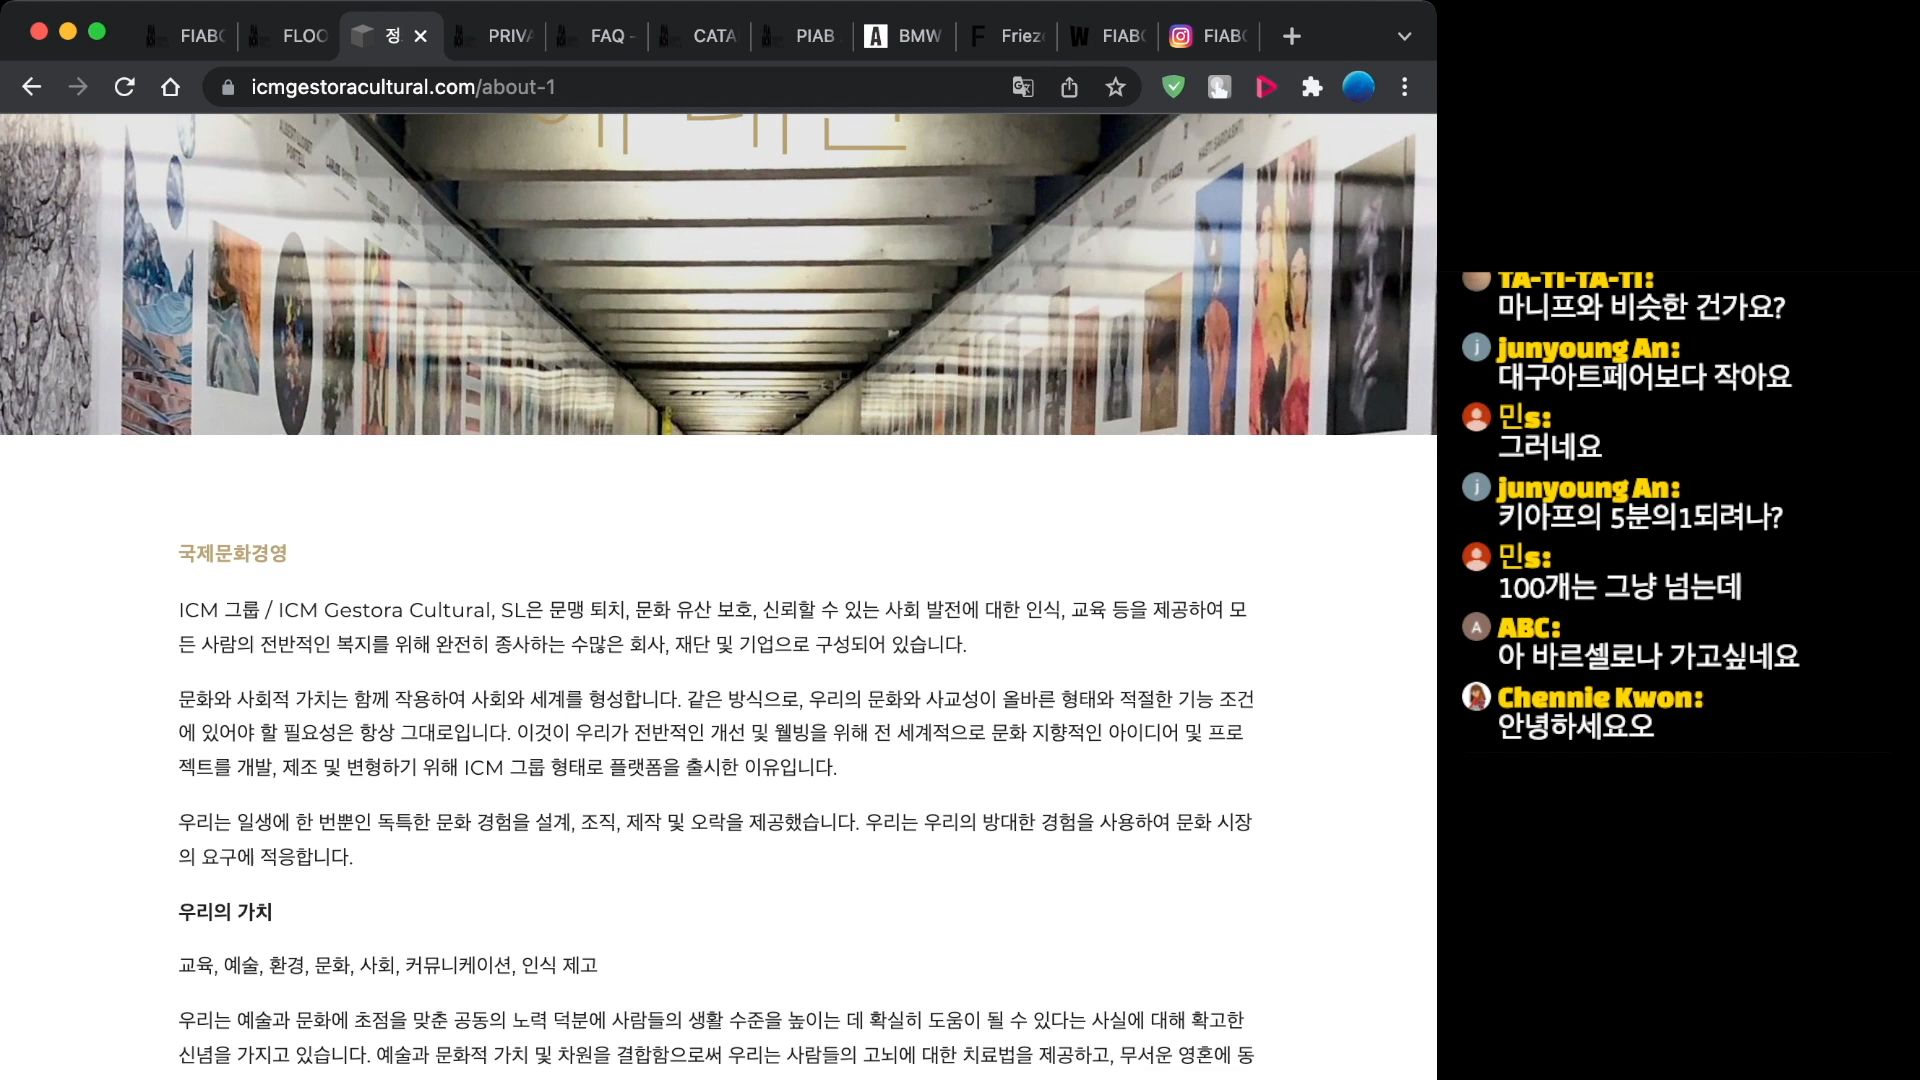 FIABC
FLOO
정
PRIVA
FAQ -
CATA
PIAB
BMW
Frieze
FIABC
FIABC
icmgestoracultural.com/about-1
국제문화경영
ICM 그룹 / ICM Gestora Cultural, SL은 문맹 퇴치, 문화 유산 보호, 신뢰할 수 있는 사회 발전에 대한 인식, 교육 등을 제공하여 모
든 사람의 전반적인 복지를 위해 완전히 종사하는 수많은 회사, 재단 및 기업으로 구성되어 있습니다.
문화와 사회적 가치는 함께 작용하여 사회와 세계를 형성합니다. 같은 방식으로, 우리의 문화와 사교성이 올바른 형태와 적절한 기능 조건
에 있어야 할 필요성은 항상 그대로입니다. 이것이 우리가 전반적인 개선 및 웰빙을 위해 전 세계적으로 문화 지향적인 아이디어 및 프로
젝트를 개발, 제조 및 변형하기 위해 ICM 그룹 형태로 플랫폼을 출시한 이유입니다.
우리는 일생에 한 번뿐인 독특한 문화 경험을 설계, 조직, 제작 및 오락을 제공했습니다. 우리는 우리의 방대한 경험을 사용하여 문화 시장
의 요구에 적응합니다.
우리의 가치
교육, 예술, 환경, 문화, 사회, 커뮤니케이션, 인식 제고
우리는 예술과 문화에 초점을 맞춘 공동의 노력 덕분에 사람들의 생활 수준을 높이는 데 확실히 도움이 될 수 있다는 사실에 대해 확고한
신념을 가지고 있습니다. 예술과 문화적 가치 및 차원을 결합함으로써 우리는 사람들의 고뇌에 대한 치료법을 제공하고, 무서운 영혼에 동
TA-TI-TA-TI:
마니프와 비슷한 건가요?
junyoung An:
대구아트페어보다 작아요
민s:
그러네요
junyoung An:
키아프의 5분의1되려나?
민s:
100개는 그냥 넘는데
ABC:
아 바르셀로나 가고싶네요
Chennie Kwon:
안녕하세요오